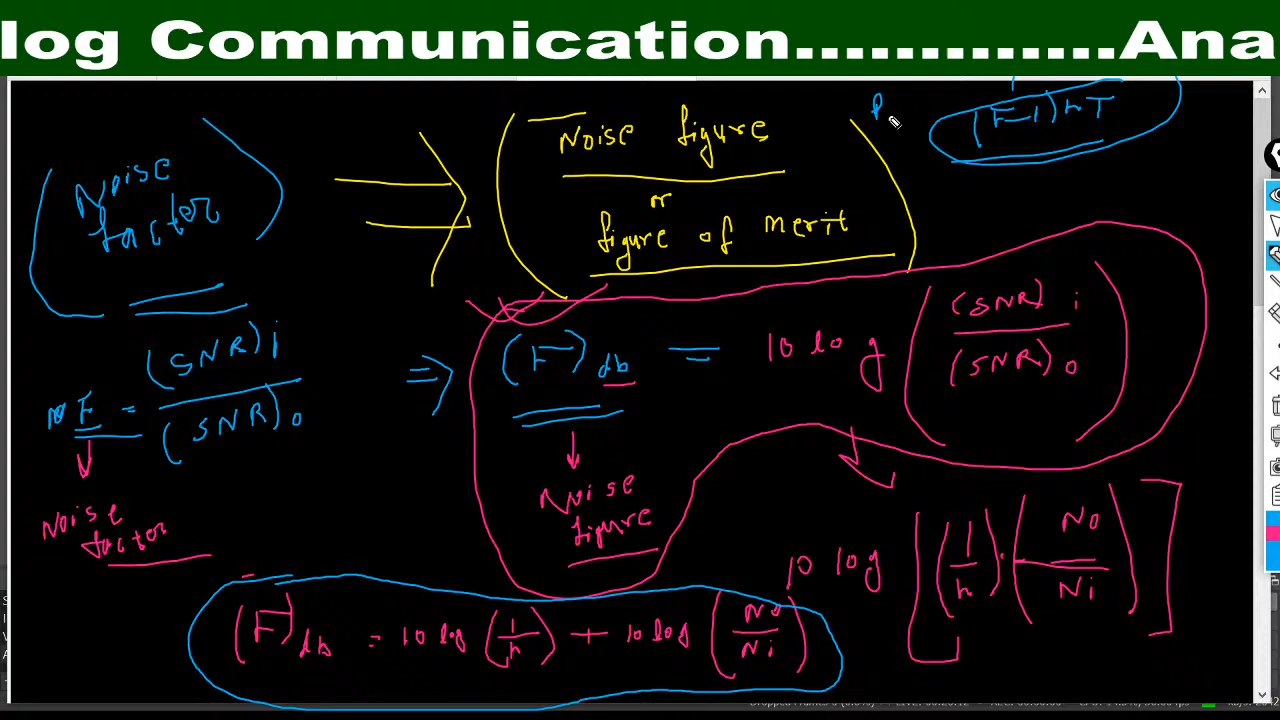 log Communication.............Ana
P
(F-1) h T
Noise factor
Noise figure
or
figure of merit
F = (SNR)i / (SNR)o
Noise factor
=> (F)db = 10 log ( (SNR)i / (SNR)o )
Noise figure
10 log [ (1/h) . (No/Ni) ]
(F)db = 10 log (1/h) + 10 log (No/Ni)